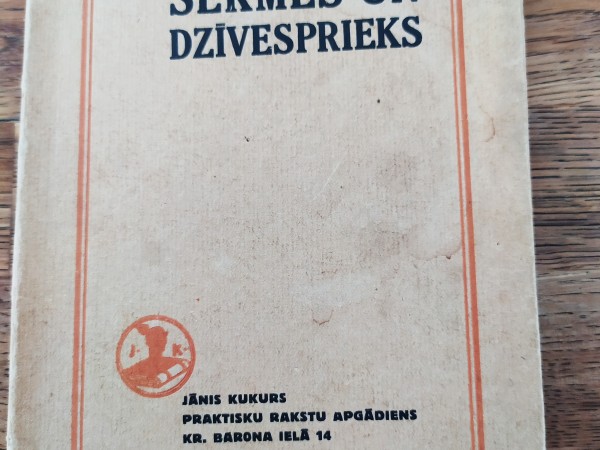 SEKMES UN
DZĪVESPRIEKS
J K
JĀNIS KUKURS
PRAKTISKU RAKSTU APGĀDIENS
KR. BARONA IELĀ 14